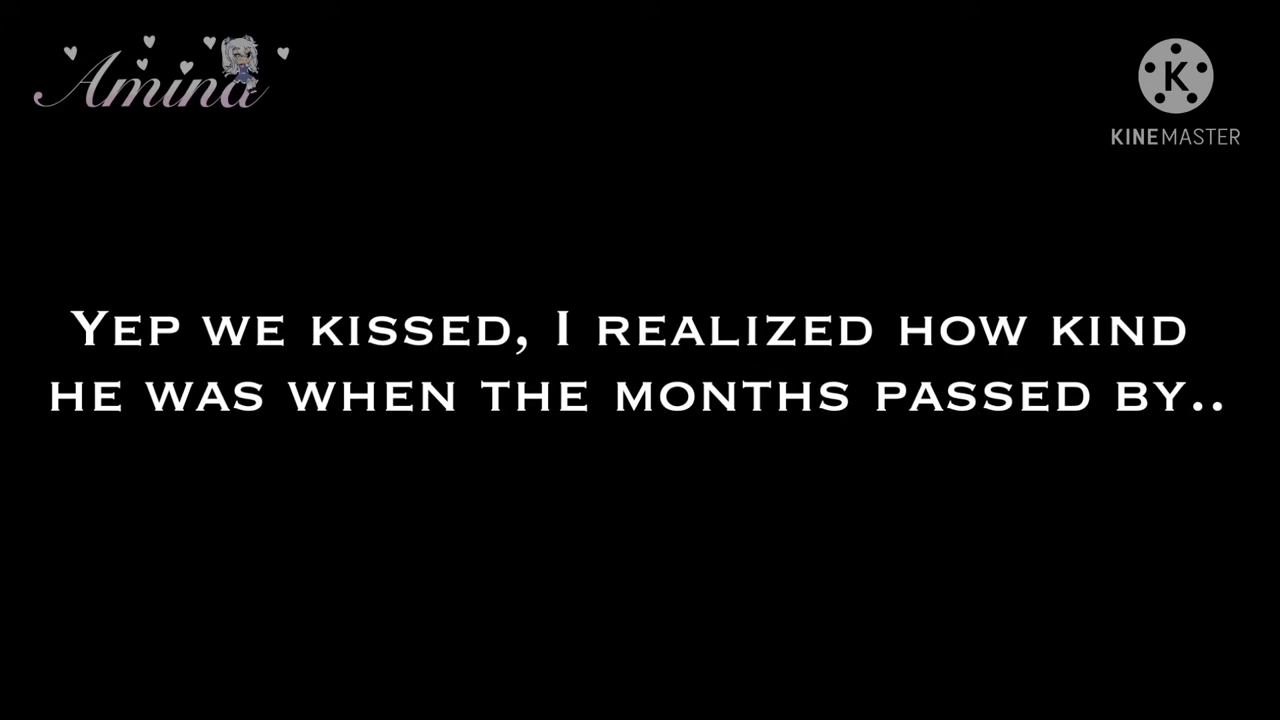 Amina
K
KINEMASTER
YEP WE KISSED, I REALIZED HOW KIND
HE WAS WHEN THE MONTHS PASSED BY..